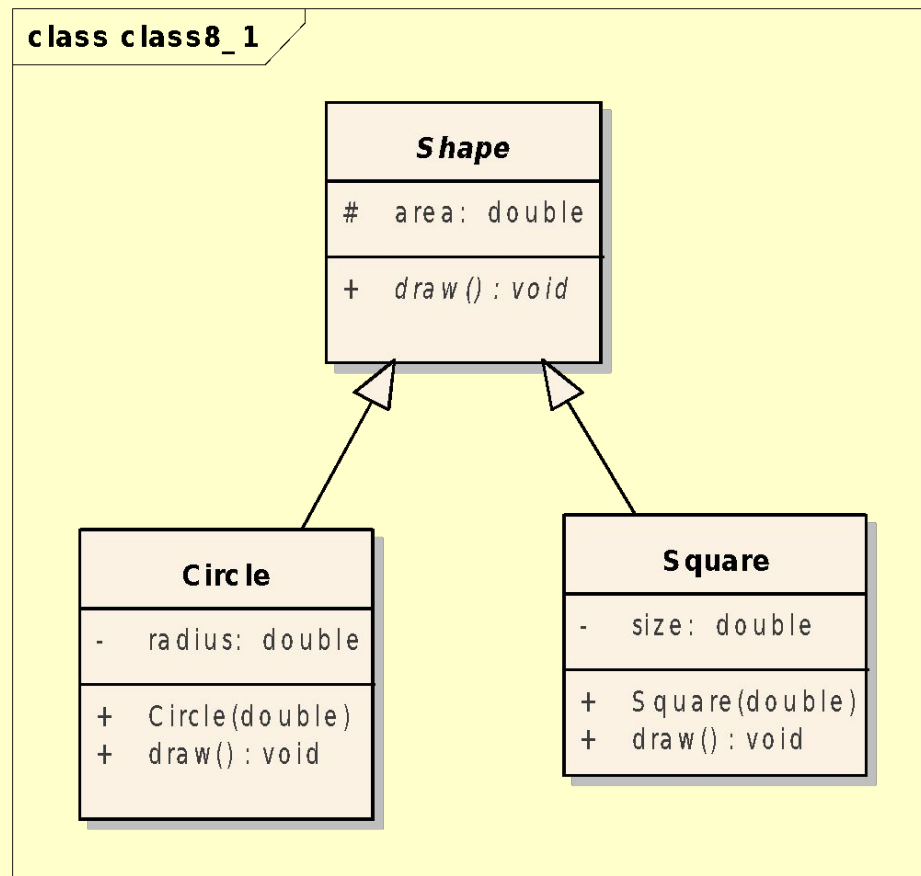 class class8_1
Shape
# area: double
+ draw() : void
Circle
- radius: double
+ Circle(double)
+ draw() : void
Square
- size: double
+ Square(double)
+ draw() : void